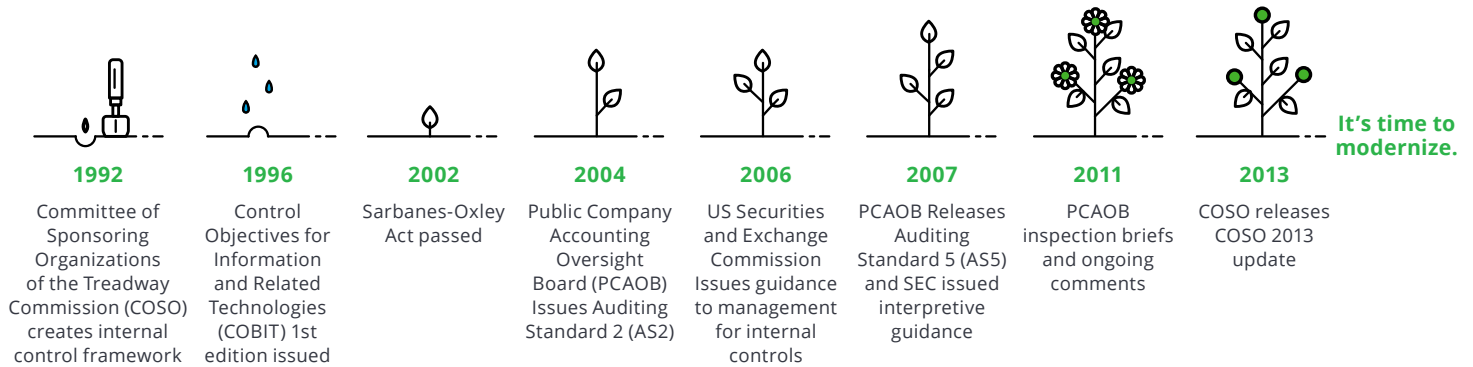 It's time to
modernize.
1992
Committee of
Sponsoring
Organizations
of the Treadway
Commission (COSO)
creates internal
control framework
1996
Control
Objectives for
Information
and Related
Technologies
(COBIT) 1st
edition issued
2002
Sarbanes-Oxley
Act passed
2004
Public Company
Accounting
Oversight
Board (PCAOB)
Issues Auditing
Standard 2 (AS2)
2006
US Securities
and Exchange
Commission
Issues guidance
to management
for internal
controls
2007
PCAOB Releases
Auditing
Standard 5 (AS5)
and SEC issued
interpretive
guidance
2011
PCAOB
inspection briefs
and ongoing
comments
2013
COSO releases
COSO 2013
update